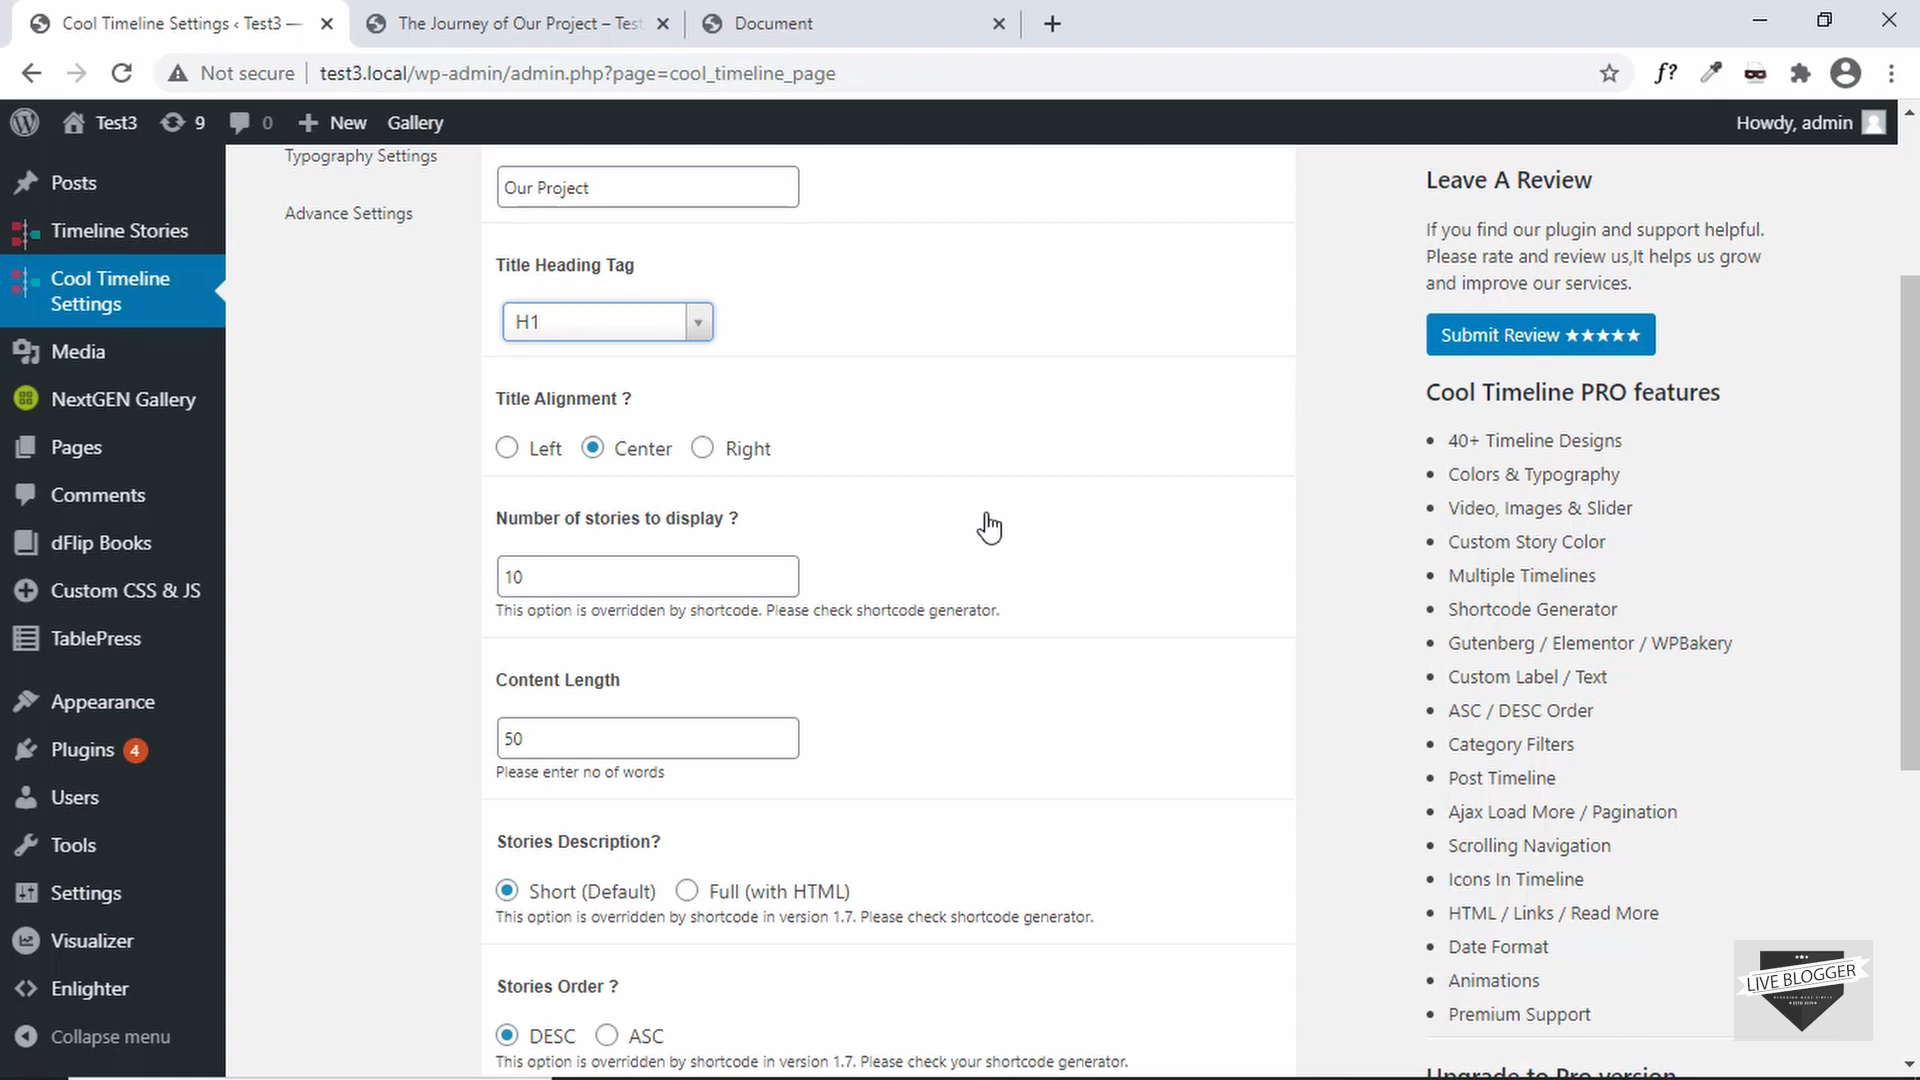 Cool Timeline Settings ‹ Test3 —
The Journey of Our Project – Test
Document
Not secure
test3.local/wp-admin/admin.php?page=cool_timeline_page
f?
Test3
9
0
New
Gallery
Howdy, admin
Posts
Timeline Stories
Cool Timeline
Settings
Media
NextGEN Gallery
Pages
Comments
dFlip Books
Custom CSS & JS
TablePress
Appearance
Plugins 4
Users
Tools
Settings
Visualizer
Enlighter
Collapse menu
Typography Settings
Advance Settings
Our Project
Title Heading Tag
H1
Title Alignment ?
Left
Center
Right
Number of stories to display ?
10
This option is overridden by shortcode. Please check shortcode generator.
Content Length
50
Please enter no of words
Stories Description?
Short (Default)
Full (with HTML)
This option is overridden by shortcode in version 1.7. Please check shortcode generator.
Stories Order ?
DESC
ASC
This option is overridden by shortcode in version 1.7. Please check your shortcode generator.
Leave A Review
If you find our plugin and support helpful.
Please rate and review us,It helps us grow
and improve our services.
Submit Review ★★★★★
Cool Timeline PRO features
40+ Timeline Designs
Colors & Typography
Video, Images & Slider
Custom Story Color
Multiple Timelines
Shortcode Generator
Gutenberg / Elementor / WPBakery
Custom Label / Text
ASC / DESC Order
Category Filters
Post Timeline
Ajax Load More / Pagination
Scrolling Navigation
Icons In Timeline
HTML / Links / Read More
Date Format
Animations
Premium Support
Upgrade to Pro version
LIVE BLOGGER